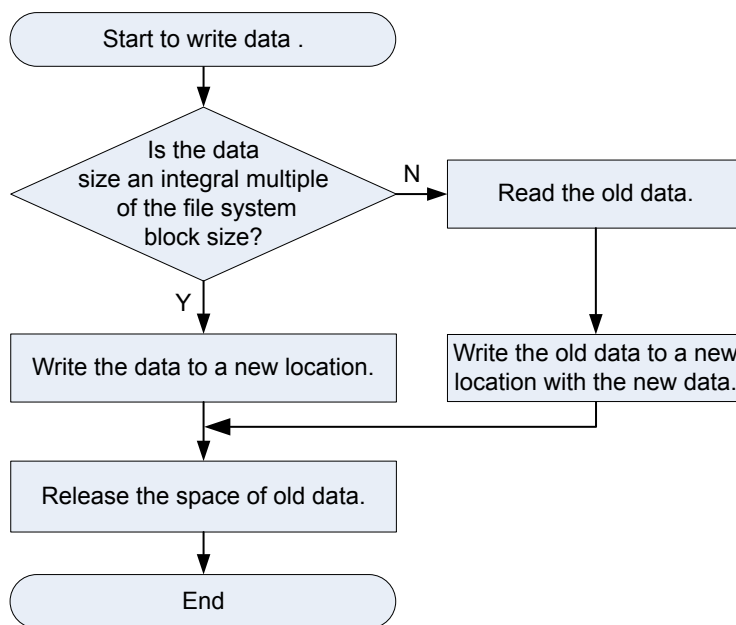 Start to write data .
Is the data
size an integral multiple
of the file system
block size?
N
Read the old data.
Y
Write the data to a new location.
Write the old data to a new
location with the new data.
Release the space of old data.
End